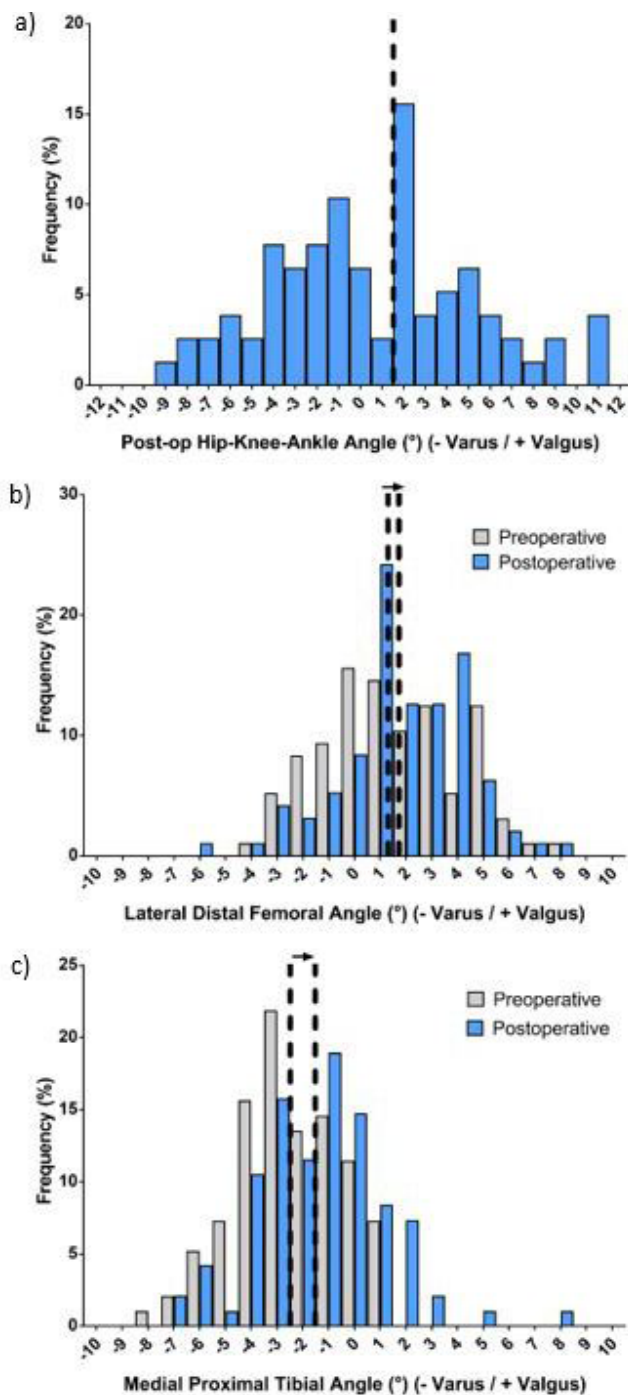 a)
20
15
10
5
0
Frequency (%)
-12 -11 -10 -9 -8 -7 -6 -5 -4 -3 -2 -1 0 1 2 3 4 5 6 7 8 9 10 11 12
Post-op Hip-Knee-Ankle Angle (°) (- Varus / + Valgus)
b)
30
20
10
0
Frequency (%)
Preoperative
Postoperative
-10 -9 -8 -7 -6 -5 -4 -3 -2 -1 0 1 2 3 4 5 6 7 8 9 10
Lateral Distal Femoral Angle (°) (- Varus / + Valgus)
c)
25
20
15
10
5
0
Frequency (%)
Preoperative
Postoperative
-10 -9 -8 -7 -6 -5 -4 -3 -2 -1 0 1 2 3 4 5 6 7 8 9 10
Medial Proximal Tibial Angle (°) (- Varus / + Valgus)